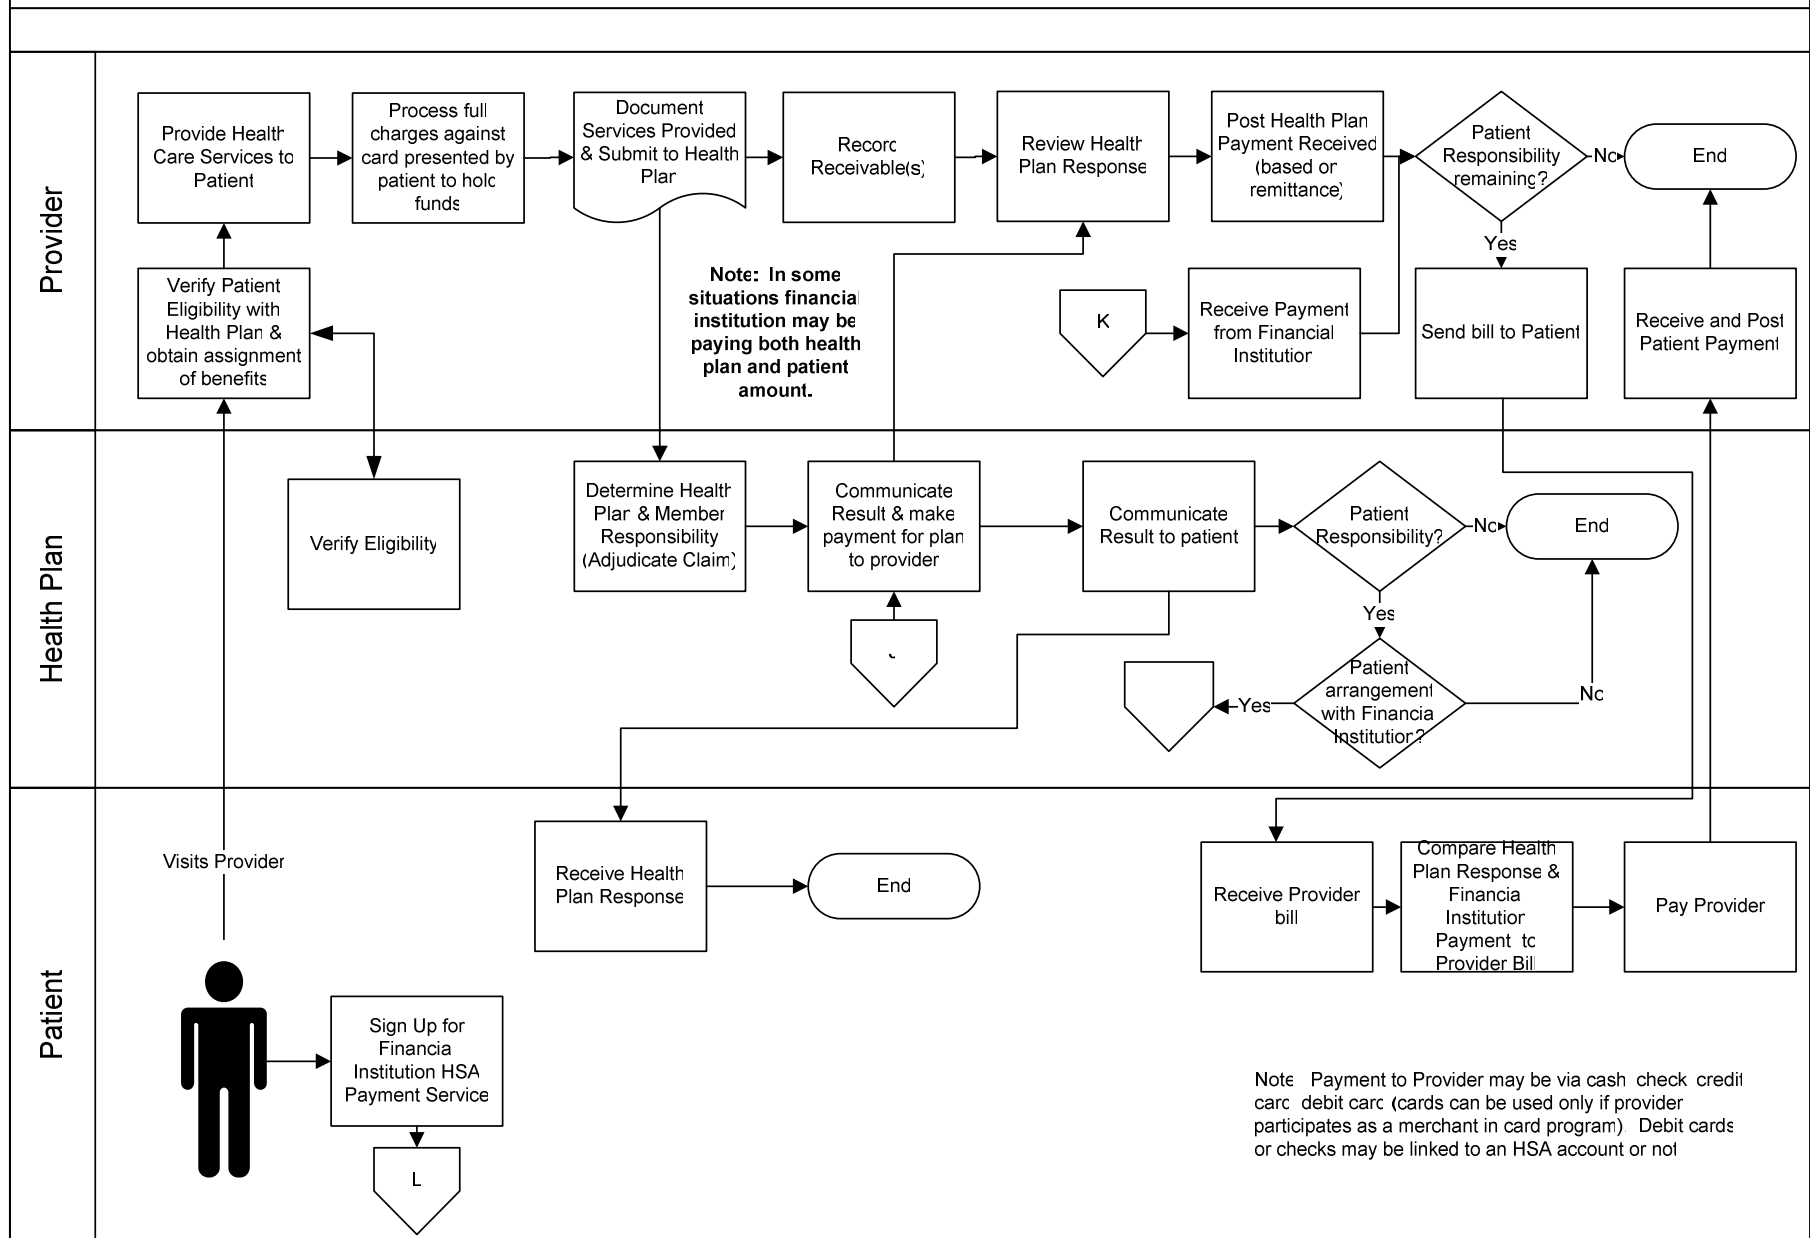 Provider
Provide Health
Care Services to
Patient
Process full
charges against
card presented by
patient to hold
funds
Document
Services Provided
& Submit to Health
Plan
Record
Receivable(s)
Review Health
Plan Response
Post Health Plan
Payment Received
(based on
remittance)
Patient
Responsibility
remaining?
No
End
Yes
Verify Patient
Eligibility with
Health Plan &
obtain assignment
of benefits
Note: In some
situations financial
institution may be
paying both health
plan and patient
amount.
K
Receive Payment
from Financial
Institution
Send bill to Patient
Receive and Post
Patient Payment
Health Plan
Verify Eligibility
Determine Health
Plan & Member
Responsibility
(Adjudicate Claim)
Communicate
Result & make
payment for plan
to provider
Communicate
Result to patient
Patient
Responsibility?
No
End
Yes
Patient
arrangement
with Financial
Institution?
Yes
No
Patient
Visits Provider
Receive Health
Plan Response
End
Receive Provider
bill
Compare Health
Plan Response &
Financial
Institution
Payment to
Provider Bill
Pay Provider
Sign Up for
Financial
Institution HSA
Payment Service
L
Note Payment to Provider may be via cash check credit
card debit card (cards can be used only if provider
participates as a merchant in card program). Debit cards
or checks may be linked to an HSA account or not